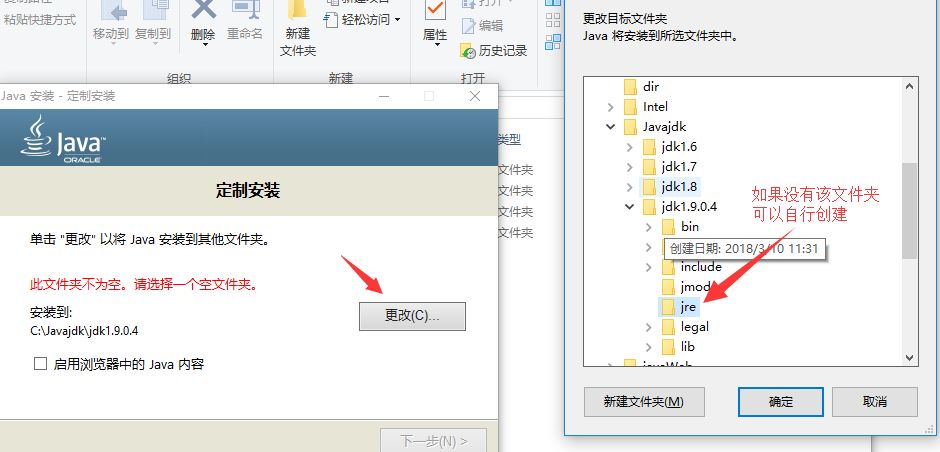 粘贴快捷方式
移动到 复制到 删除 重命名
新建
文件夹
轻松访问
属性
打开
编辑
历史记录
组织
新建
打开
Java 安装 - 定制安装
Java
ORACLE
定制安装
单击 "更改" 以将 Java 安装到其他文件夹。
此文件夹不为空。请选择一个空文件夹。
安装到:
C:\Javajdk\jdk1.9.0.4
更改(C)...
启用浏览器中的 Java 内容
下一步(N) >
类型
文件夹
文件夹
文件夹
文件夹
更改目标文件夹
Java 将安装到所选文件夹中。
dir
Intel
Javajdk
jdk1.6
jdk1.7
jdk1.8
jdk1.9.0.4
bin
创建日期: 2018/3/10 11:31
include
jmod
jre
legal
lib
javaWeb
如果没有该文件夹
可以自行创建
新建文件夹(M)
确定
取消